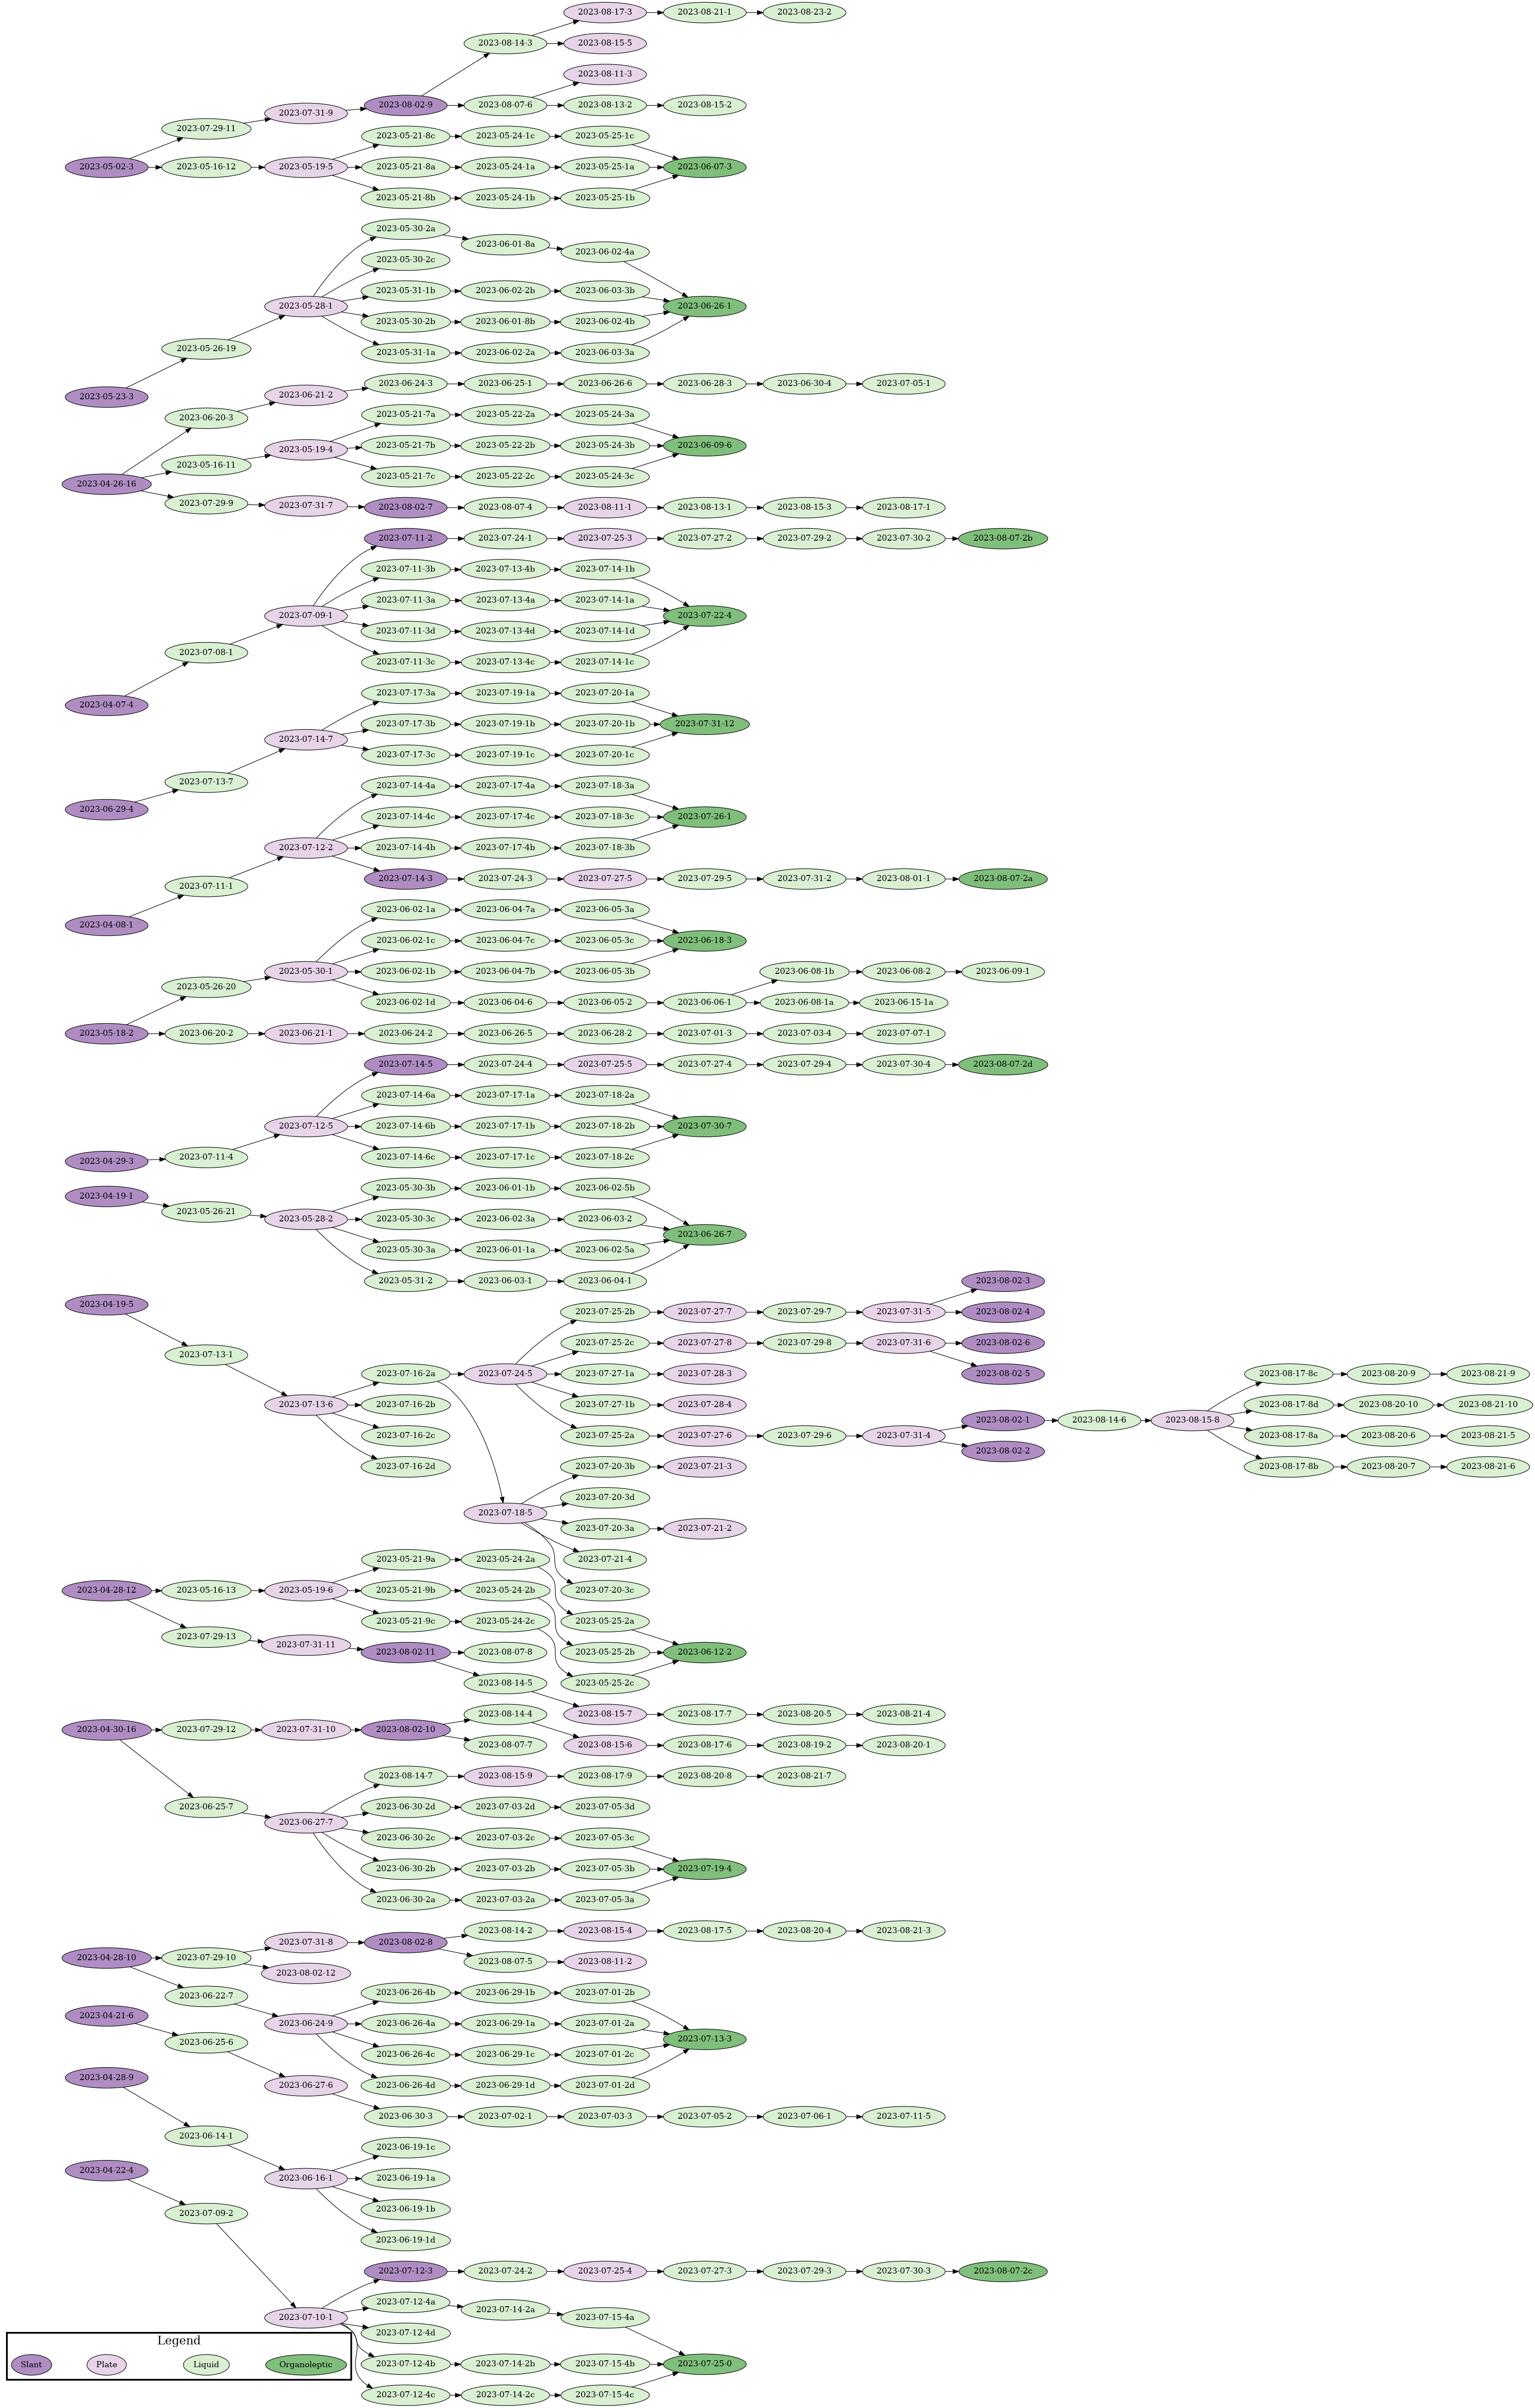 2023-08-17-3 2023-08-21-1 2023-08-23-2
2023-08-14-3 2023-08-15-5
2023-08-11-3
2023-08-02-9 2023-08-07-6 2023-08-13-2 2023-08-15-2
2023-07-31-9
2023-07-29-11
2023-05-21-8c 2023-05-24-1c 2023-05-25-1c
2023-05-02-3 2023-05-16-12 2023-05-19-5 2023-05-21-8a 2023-05-24-1a 2023-05-25-1a 2023-06-07-3
2023-05-21-8b 2023-05-24-1b 2023-05-25-1b
2023-05-30-2a
2023-06-01-8a
2023-06-02-4a
2023-05-30-2c
2023-05-31-1b 2023-06-02-2b 2023-06-03-3b
2023-05-28-1 2023-06-26-1
2023-05-30-2b 2023-06-01-8b 2023-06-02-4b
2023-05-26-19
2023-05-31-1a 2023-06-02-2a 2023-06-03-3a
2023-06-24-3 2023-06-25-1 2023-06-26-6 2023-06-28-3 2023-06-30-4 2023-07-05-1
2023-05-23-3 2023-06-21-2
2023-06-20-3 2023-05-21-7a 2023-05-22-2a 2023-05-24-3a
2023-05-19-4 2023-05-21-7b 2023-05-22-2b 2023-05-24-3b 2023-06-09-6
2023-05-16-11
2023-05-21-7c 2023-05-22-2c 2023-05-24-3c
2023-04-26-16
2023-07-29-9 2023-07-31-7 2023-08-02-7 2023-08-07-4 2023-08-11-1 2023-08-13-1 2023-08-15-3 2023-08-17-1
2023-07-11-2 2023-07-24-1 2023-07-25-3 2023-07-27-2 2023-07-29-2 2023-07-30-2 2023-08-07-2b
2023-07-11-3b 2023-07-13-4b 2023-07-14-1b
2023-07-11-3a 2023-07-13-4a 2023-07-14-1a
2023-07-09-1 2023-07-22-4
2023-07-11-3d 2023-07-13-4d 2023-07-14-1d
2023-07-08-1
2023-07-11-3c 2023-07-13-4c 2023-07-14-1c
2023-07-17-3a 2023-07-19-1a 2023-07-20-1a
2023-04-07-4
2023-07-17-3b 2023-07-19-1b 2023-07-20-1b 2023-07-31-12
2023-07-14-7
2023-07-17-3c 2023-07-19-1c 2023-07-20-1c
2023-07-13-7 2023-07-14-4a 2023-07-17-4a 2023-07-18-3a
2023-06-29-4
2023-07-14-4c 2023-07-17-4c 2023-07-18-3c 2023-07-26-1
2023-07-12-2 2023-07-14-4b 2023-07-17-4b 2023-07-18-3b
2023-07-14-3 2023-07-24-3 2023-07-27-5 2023-07-29-5 2023-07-31-2 2023-08-01-1 2023-08-07-2a
2023-07-11-1
2023-06-02-1a 2023-06-04-7a 2023-06-05-3a
2023-04-08-1
2023-06-02-1c 2023-06-04-7c 2023-06-05-3c 2023-06-18-3
2023-05-30-1 2023-06-02-1b 2023-06-04-7b 2023-06-05-3b 2023-06-08-1b 2023-06-08-2 2023-06-09-1
2023-05-26-20
2023-06-02-1d 2023-06-04-6 2023-06-05-2 2023-06-06-1 2023-06-08-1a 2023-06-15-1a
2023-05-18-2 2023-06-20-2 2023-06-21-1 2023-06-24-2 2023-06-26-5 2023-06-28-2 2023-07-01-3 2023-07-03-4 2023-07-07-1
2023-07-14-5 2023-07-24-4 2023-07-25-5 2023-07-27-4 2023-07-29-4 2023-07-30-4 2023-08-07-2d
2023-07-14-6a 2023-07-17-1a 2023-07-18-2a
2023-07-12-5 2023-07-14-6b 2023-07-17-1b 2023-07-18-2b 2023-07-30-7
2023-04-29-3 2023-07-11-4 2023-07-14-6c 2023-07-17-1c 2023-07-18-2c
2023-04-19-1 2023-05-30-3b 2023-06-01-1b 2023-06-02-5b
2023-05-26-21 2023-05-28-2 2023-05-30-3c 2023-06-02-3a 2023-06-03-2
2023-06-26-7
2023-05-30-3a 2023-06-01-1a 2023-06-02-5a
2023-05-31-2 2023-06-03-1 2023-06-04-1 2023-08-02-3
2023-04-19-5 2023-07-25-2b 2023-07-27-7 2023-07-29-7 2023-07-31-5 2023-08-02-4
2023-07-13-1 2023-07-25-2c 2023-07-27-8 2023-07-29-8 2023-07-31-6 2023-08-02-6
2023-07-16-2a 2023-07-24-5 2023-07-27-1a 2023-07-28-3 2023-08-02-5 2023-08-17-8c 2023-08-20-9 2023-08-21-9
2023-07-13-6 2023-07-16-2b 2023-07-27-1b 2023-07-28-4 2023-08-17-8d 2023-08-20-10 2023-08-21-10
2023-08-02-1 2023-08-14-6 2023-08-15-8
2023-07-16-2c 2023-07-25-2a 2023-07-27-6 2023-07-29-6 2023-07-31-4 2023-08-17-8a 2023-08-20-6 2023-08-21-5
2023-08-02-2
2023-07-16-2d 2023-07-20-3b 2023-07-21-3 2023-08-17-8b 2023-08-20-7 2023-08-21-6
2023-07-20-3d
2023-07-18-5
2023-07-20-3a 2023-07-21-2
2023-05-21-9a 2023-05-24-2a 2023-07-21-4
2023-04-28-12 2023-05-16-13 2023-05-19-6 2023-05-21-9b 2023-05-24-2b 2023-07-20-3c
2023-05-21-9c 2023-05-24-2c 2023-05-25-2a
2023-07-29-13
2023-07-31-11 2023-08-02-11 2023-08-07-8 2023-05-25-2b 2023-06-12-2
2023-08-14-5 2023-05-25-2c
2023-08-14-4 2023-08-15-7 2023-08-17-7 2023-08-20-5 2023-08-21-4
2023-04-30-16 2023-07-29-12 2023-07-31-10 2023-08-02-10
2023-08-07-7 2023-08-15-6 2023-08-17-6 2023-08-19-2 2023-08-20-1
2023-08-14-7 2023-08-15-9 2023-08-17-9 2023-08-20-8 2023-08-21-7
2023-06-25-7 2023-06-30-2d 2023-07-03-2d 2023-07-05-3d
2023-06-27-7
2023-06-30-2c 2023-07-03-2c 2023-07-05-3c
2023-06-30-2b 2023-07-03-2b 2023-07-05-3b 2023-07-19-4
2023-06-30-2a 2023-07-03-2a 2023-07-05-3a
2023-08-14-2 2023-08-15-4 2023-08-17-5 2023-08-20-4 2023-08-21-3
2023-07-31-8 2023-08-02-8
2023-04-28-10 2023-07-29-10 2023-08-07-5 2023-08-11-2
2023-08-02-12
2023-06-22-7 2023-06-26-4b 2023-06-29-1b 2023-07-01-2b
2023-04-21-6 2023-06-24-9 2023-06-26-4a 2023-06-29-1a 2023-07-01-2a
2023-06-25-6 2023-07-13-3
2023-06-26-4c 2023-06-29-1c 2023-07-01-2c
2023-04-28-9 2023-06-27-6 2023-06-26-4d 2023-06-29-1d 2023-07-01-2d
2023-06-30-3 2023-07-02-1 2023-07-03-3 2023-07-05-2 2023-07-06-1 2023-07-11-5
2023-06-14-1
2023-06-19-1c
2023-04-22-4 2023-06-16-1 2023-06-19-1a
2023-07-09-2 2023-06-19-1b
2023-06-19-1d
2023-07-12-3 2023-07-24-2 2023-07-25-4 2023-07-27-3 2023-07-29-3 2023-07-30-3 2023-08-07-2c
2023-07-12-4a
2023-07-14-2a
2023-07-10-1 2023-07-15-4a
2023-07-12-4d
Legend
Slant Plate Liquid Organoleptic
2023-07-12-4b 2023-07-14-2b 2023-07-15-4b 2023-07-25-0
2023-07-12-4c 2023-07-14-2c 2023-07-15-4c